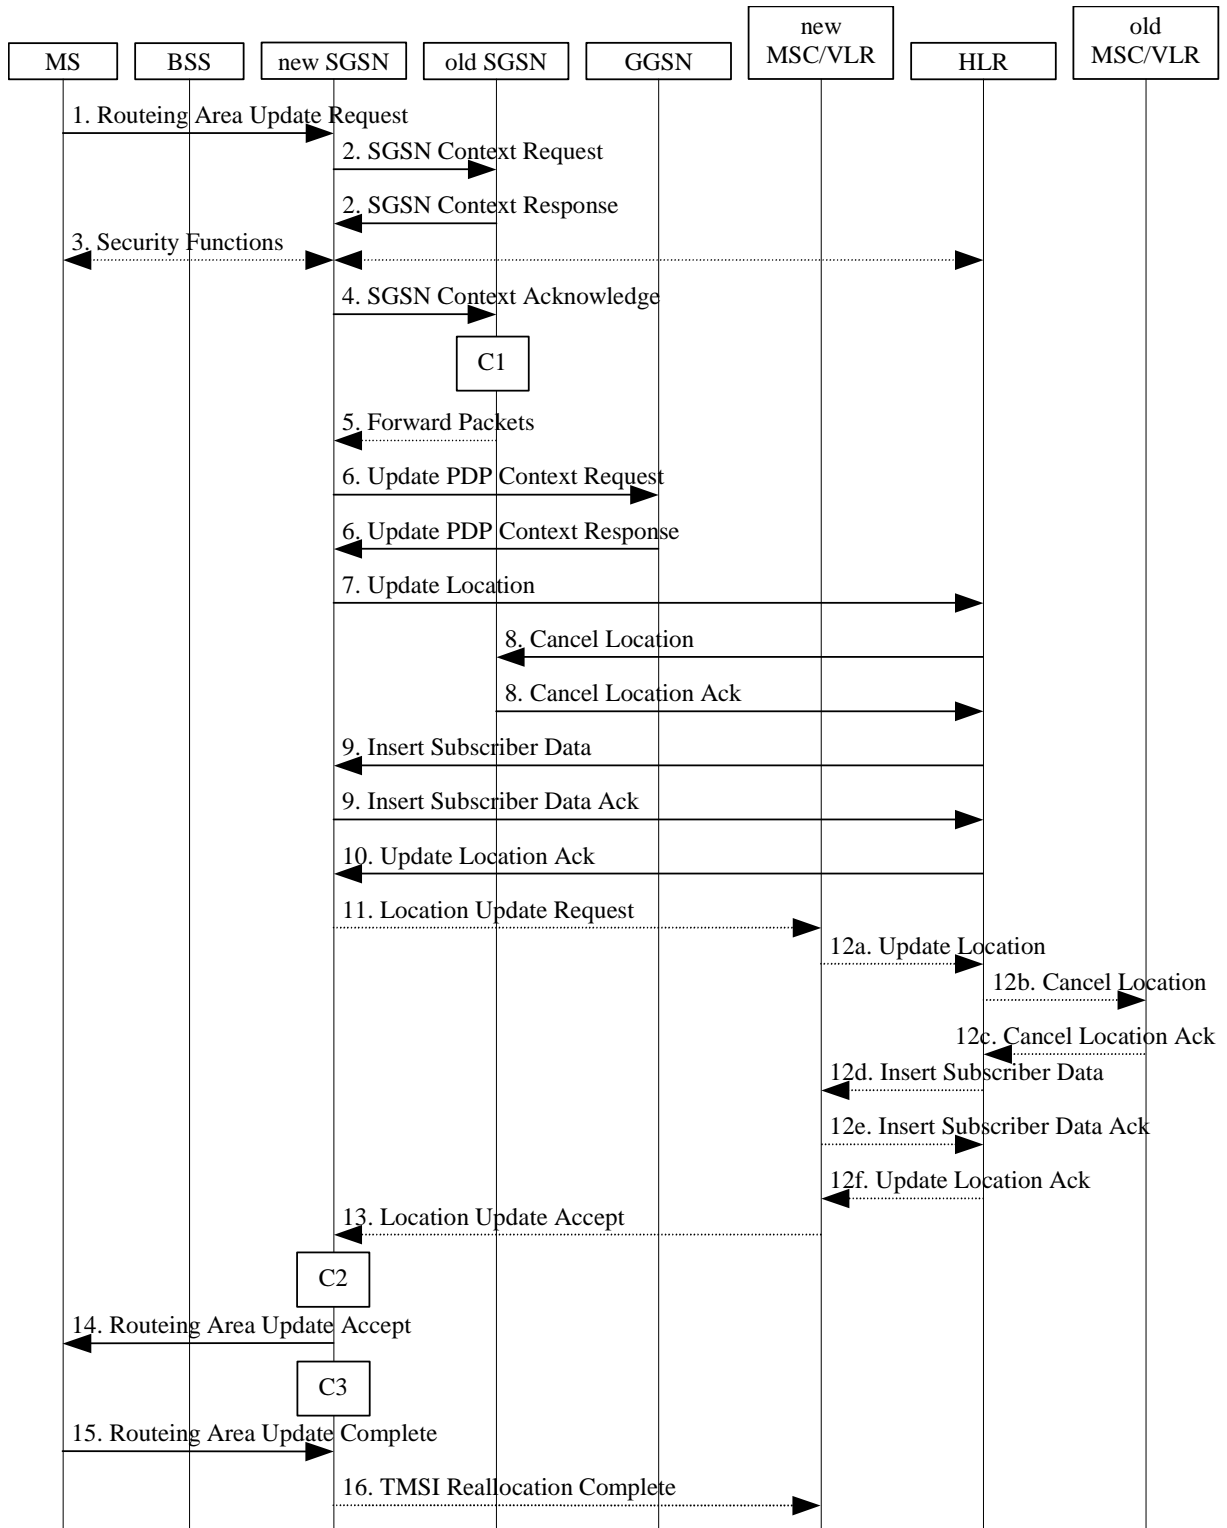 new
MSC/VLR
old
MSC/VLR
MS
BSS
new SGSN
old SGSN
GGSN
HLR
1. Routeing Area Update Request
2. SGSN Context Request
2. SGSN Context Response
3. Security Functions
4. SGSN Context Acknowledge
C1
5. Forward Packets
6. Update PDP Context Request
6. Update PDP Context Response
7. Update Location
8. Cancel Location
8. Cancel Location Ack
9. Insert Subscriber Data
9. Insert Subscriber Data Ack
10. Update Location Ack
11. Location Update Request
12a. Update Location
12b. Cancel Location
12c. Cancel Location Ack
12d. Insert Subscriber Data
12e. Insert Subscriber Data Ack
12f. Update Location Ack
13. Location Update Accept
C2
14. Routeing Area Update Accept
C3
15. Routeing Area Update Complete
16. TMSI Reallocation Complete